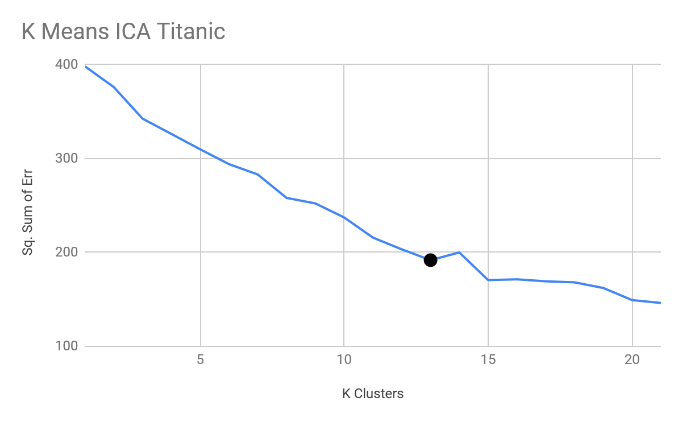 K Means ICA Titanic
400
300
200
100
Sq. Sum of Err
5 10 15 20
K Clusters